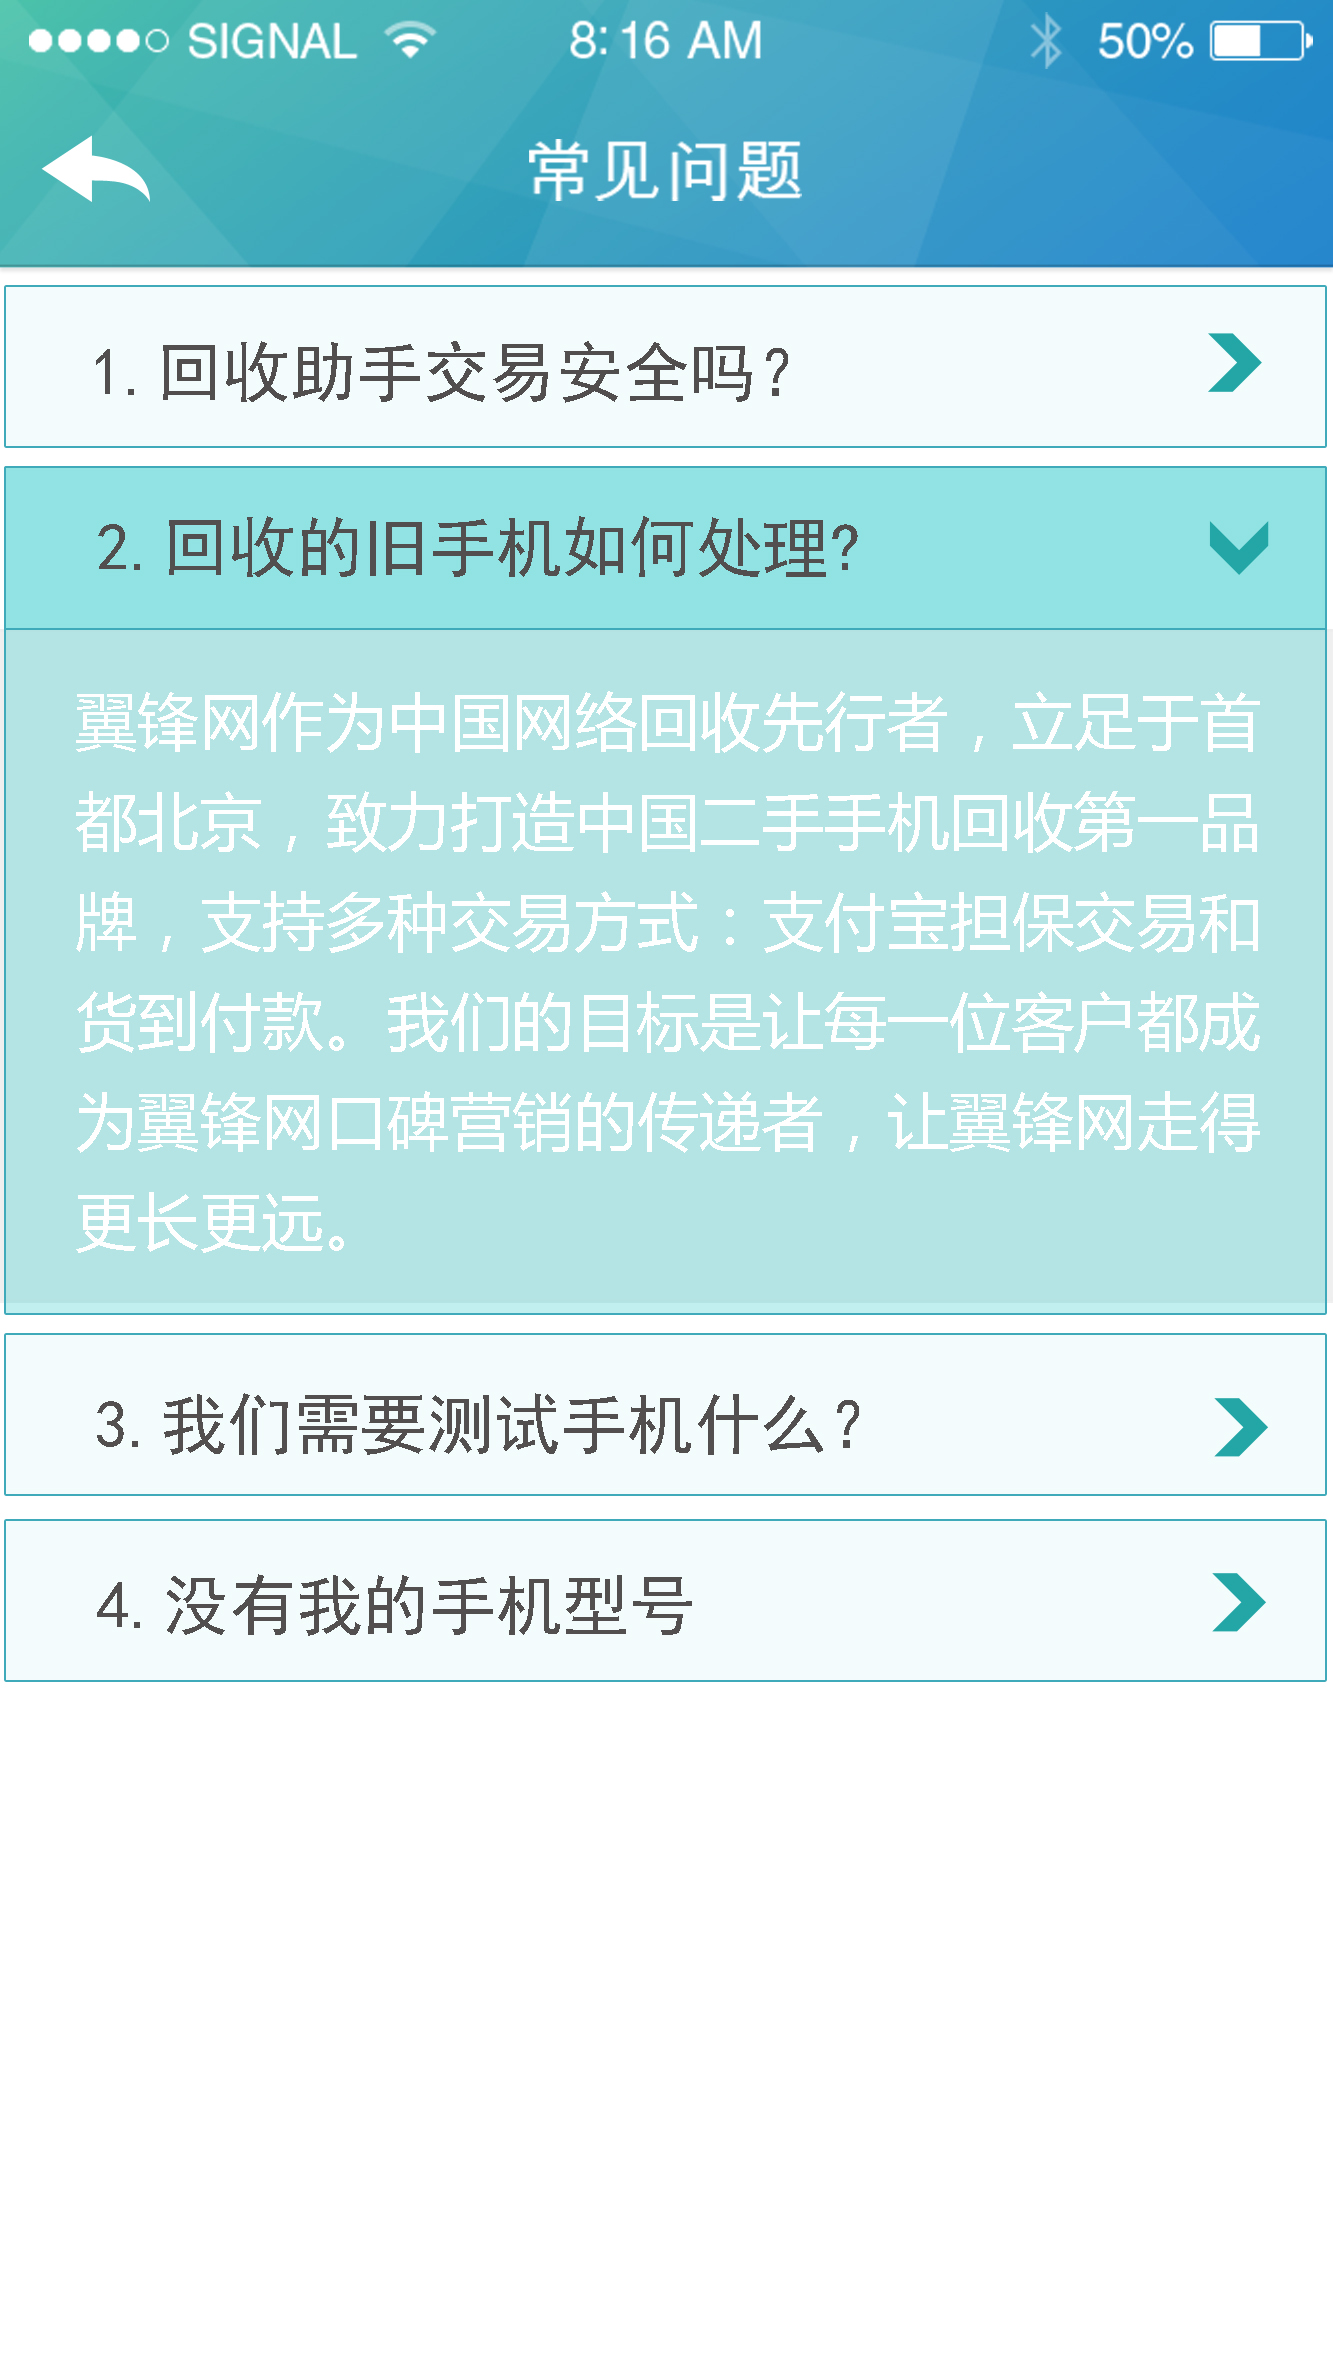 SIGNAL 8:16 AM 50%
常见问题
1. 回收助手交易安全吗?
2. 回收的旧手机如何处理?
翼锋网作为中国网络回收先行者，立足于首
都北京，致力打造中国二手手机回收第一品
牌，支持多种交易方式：支付宝担保交易和
货到付款。我们的目标是让每一位客户都成
为翼锋网口碑营销的传递者，让翼锋网走得
更长更远。
3. 我们需要测试手机什么?
4. 没有我的手机型号